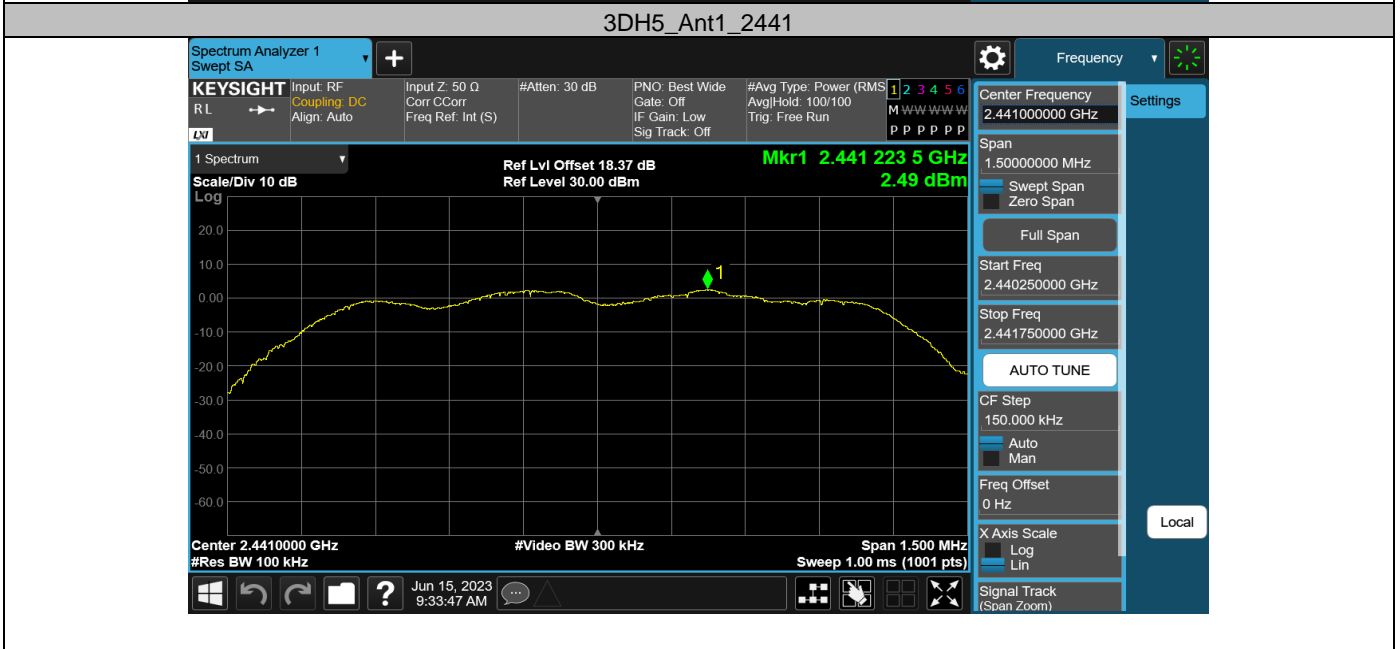 3DH5_Ant1_2441
Spectrum Analyzer 1
Swept SA
Frequency
KEYSIGHT
RL
LXI
Input: RF
Coupling: DC
Align: Auto
Input Z: 50 Ω
Corr CCorr
Freq Ref: Int (S)
#Atten: 30 dB
PNO: Best Wide
Gate: Off
IF Gain: Low
Sig Track: Off
#Avg Type: Power (RMS
Avg|Hold: 100/100
Trig: Free Run
1 2 3 4 5 6
M W W W W W
P P P P P P
1 Spectrum
Scale/Div 10 dB
Log
Ref Lvl Offset 18.37 dB
Ref Level 30.00 dBm
Mkr1 2.441 223 5 GHz
2.49 dBm
20.0
10.0
0.00
-10.0
-20.0
-30.0
-40.0
-50.0
-60.0
1
Center 2.4410000 GHz
#Res BW 100 kHz
#Video BW 300 kHz
Span 1.500 MHz
Sweep 1.00 ms (1001 pts)
Center Frequency
2.441000000 GHz
Settings
Span
1.50000000 MHz
Swept Span
Zero Span
Full Span
Start Freq
2.440250000 GHz
Stop Freq
2.441750000 GHz
AUTO TUNE
CF Step
150.000 kHz
Auto
Man
Freq Offset
0 Hz
X Axis Scale
Log
Lin
Local
Signal Track
(Span Zoom)
?
Jun 15, 2023
9:33:47 AM